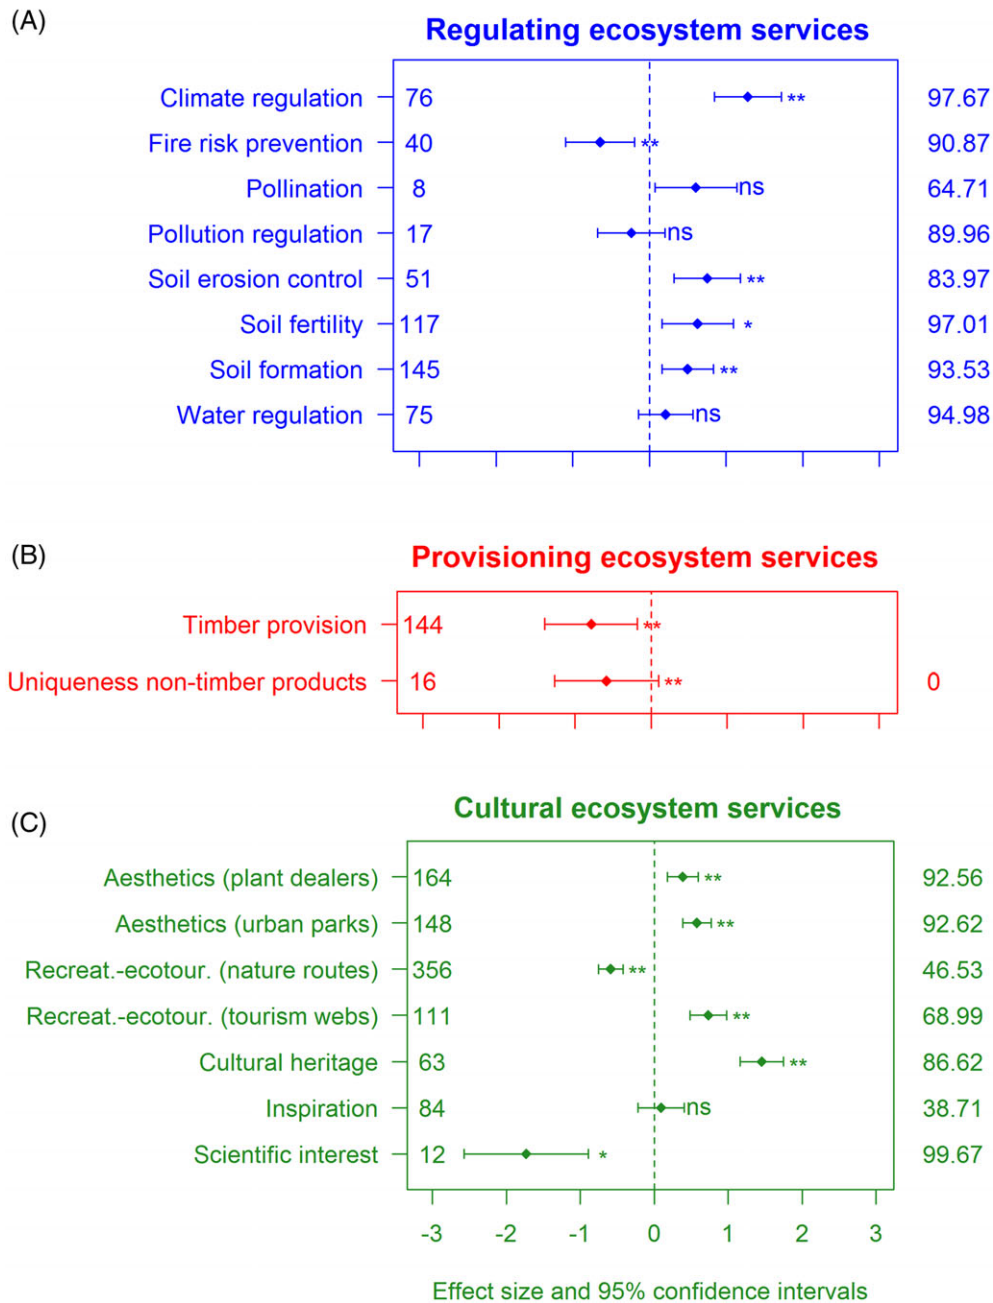 (A)
Regulating ecosystem services
Climate regulation 76 ** 97.67
Fire risk prevention 40 ** 90.87
Pollination 8 ns 64.71
Pollution regulation 17 ns 89.96
Soil erosion control 51 ** 83.97
Soil fertility 117 * 97.01
Soil formation 145 ** 93.53
Water regulation 75 ns 94.98
(B)
Provisioning ecosystem services
Timber provision 144 **
Uniqueness non-timber products 16 ** 0
(C)
Cultural ecosystem services
Aesthetics (plant dealers) 164 ** 92.56
Aesthetics (urban parks) 148 ** 92.62
Recreat.-ecotour. (nature routes) 356 ** 46.53
Recreat.-ecotour. (tourism webs) 111 ** 68.99
Cultural heritage 63 ** 86.62
Inspiration 84 ns 38.71
Scientific interest 12 * 99.67
-3 -2 -1 0 1 2 3
Effect size and 95% confidence intervals